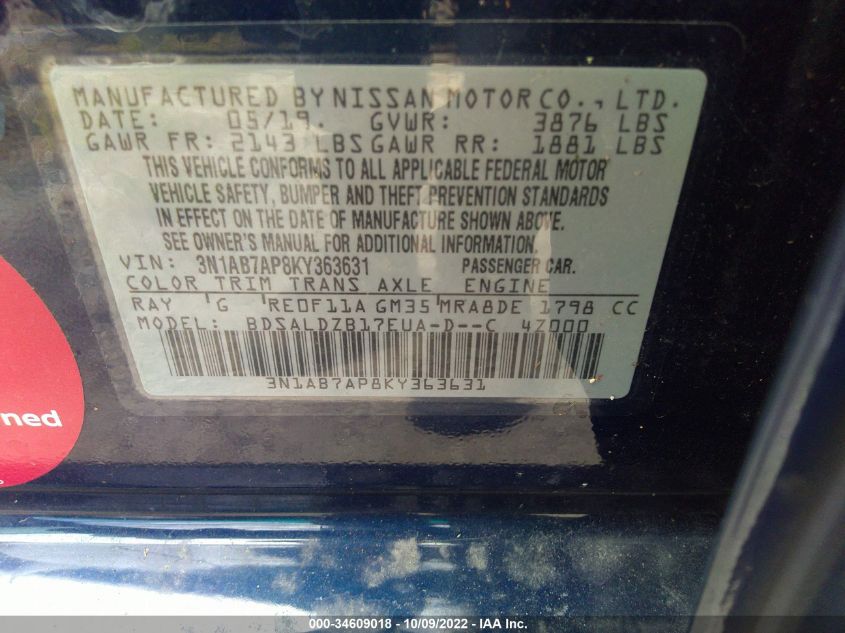 MANUFACTURED BY NISSAN MOTOR CO., LTD.
DATE: 05/19. GVWR: 3876 LBS
GAWR FR: 2143 LBS GAWR RR: 1881 LBS
THIS VEHICLE CONFORMS TO ALL APPLICABLE FEDERAL MOTOR
VEHICLE SAFETY, BUMPER AND THEFT PREVENTION STANDARDS
IN EFFECT ON THE DATE OF MANUFACTURE SHOWN ABOVE.
SEE OWNER'S MANUAL FOR ADDITIONAL INFORMATION.
VIN: 3N1AB7AP8KY363631 PASSENGER CAR.
COLOR TRIM TRANS AXLE ENGINE
RAY G RE0F11A GM35 MRA8DE 1798 CC
MODEL: BDSALDZB17EUA-D--C 4Z000
3N1AB7AP8KY363631
ned
000-34609018 - 10/09/2022 - IAA Inc.